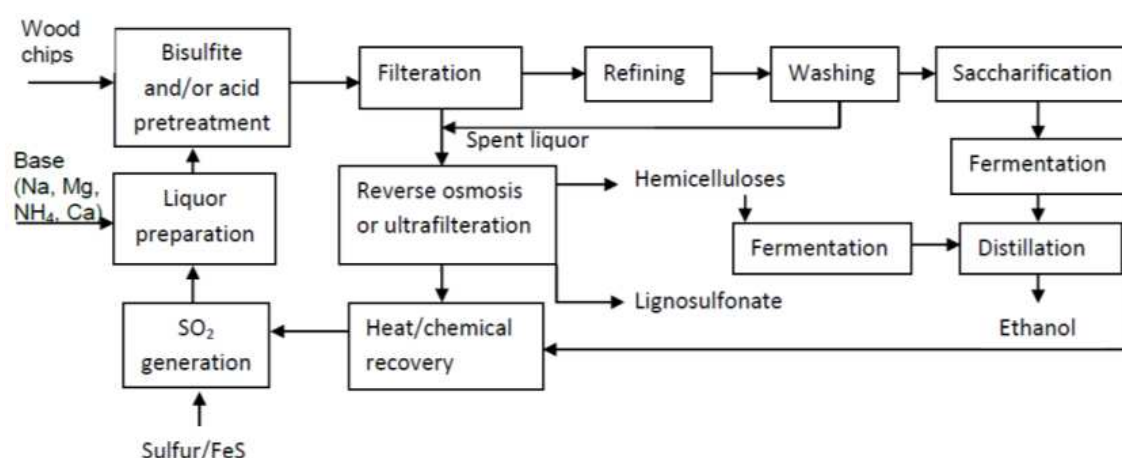 Wood
chips
Bisulfite
and/or acid
pretreatment
Filteration
Refining
Washing
Saccharification
Spent liquor
Base
(Na, Mg,
NH₄, Ca)
Liquor
preparation
Reverse osmosis
or ultrafilteration
Hemicelluloses
Fermentation
Fermentation
Distillation
Lignosulfonate
SO₂
generation
Heat/chemical
recovery
Ethanol
Sulfur/FeS